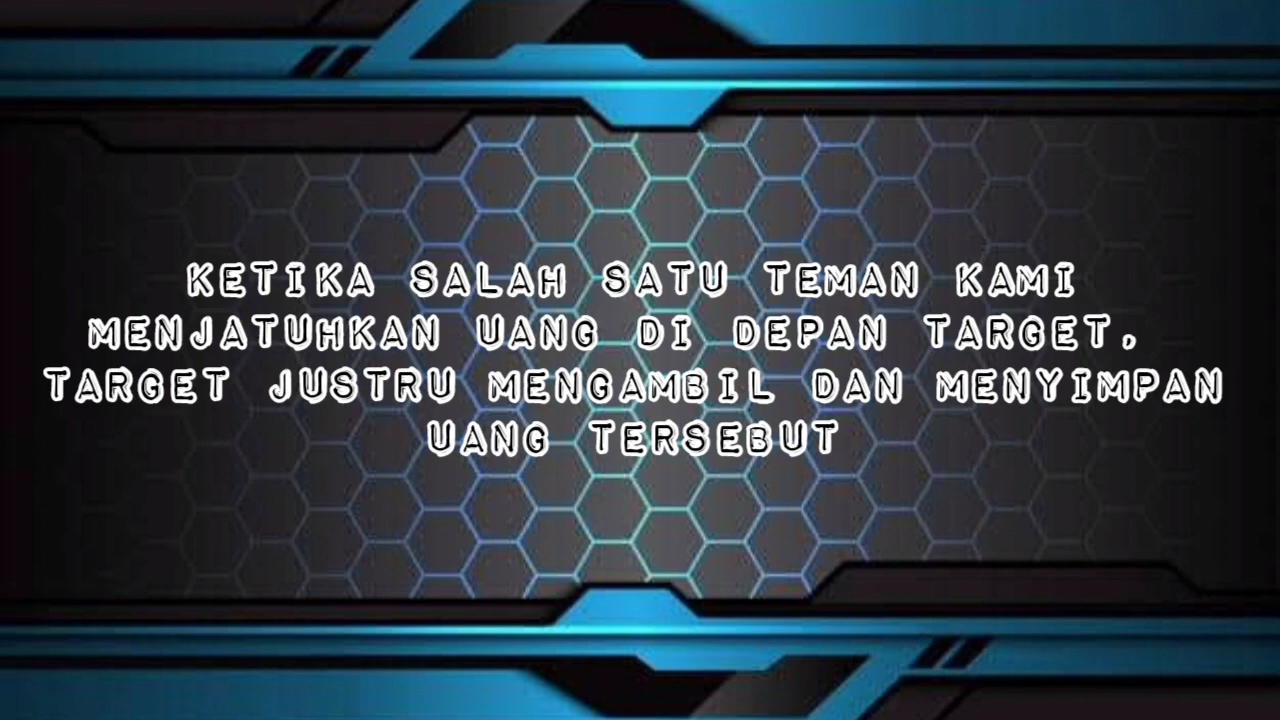 KETIKA SALAH SATU TEMAN KAMI
MENJATUHKAN UANG DI DEPAN TARGET,
TARGET JUSTRU MENGAMBIL DAN MENYIMPAN
UANG TERSEBUT